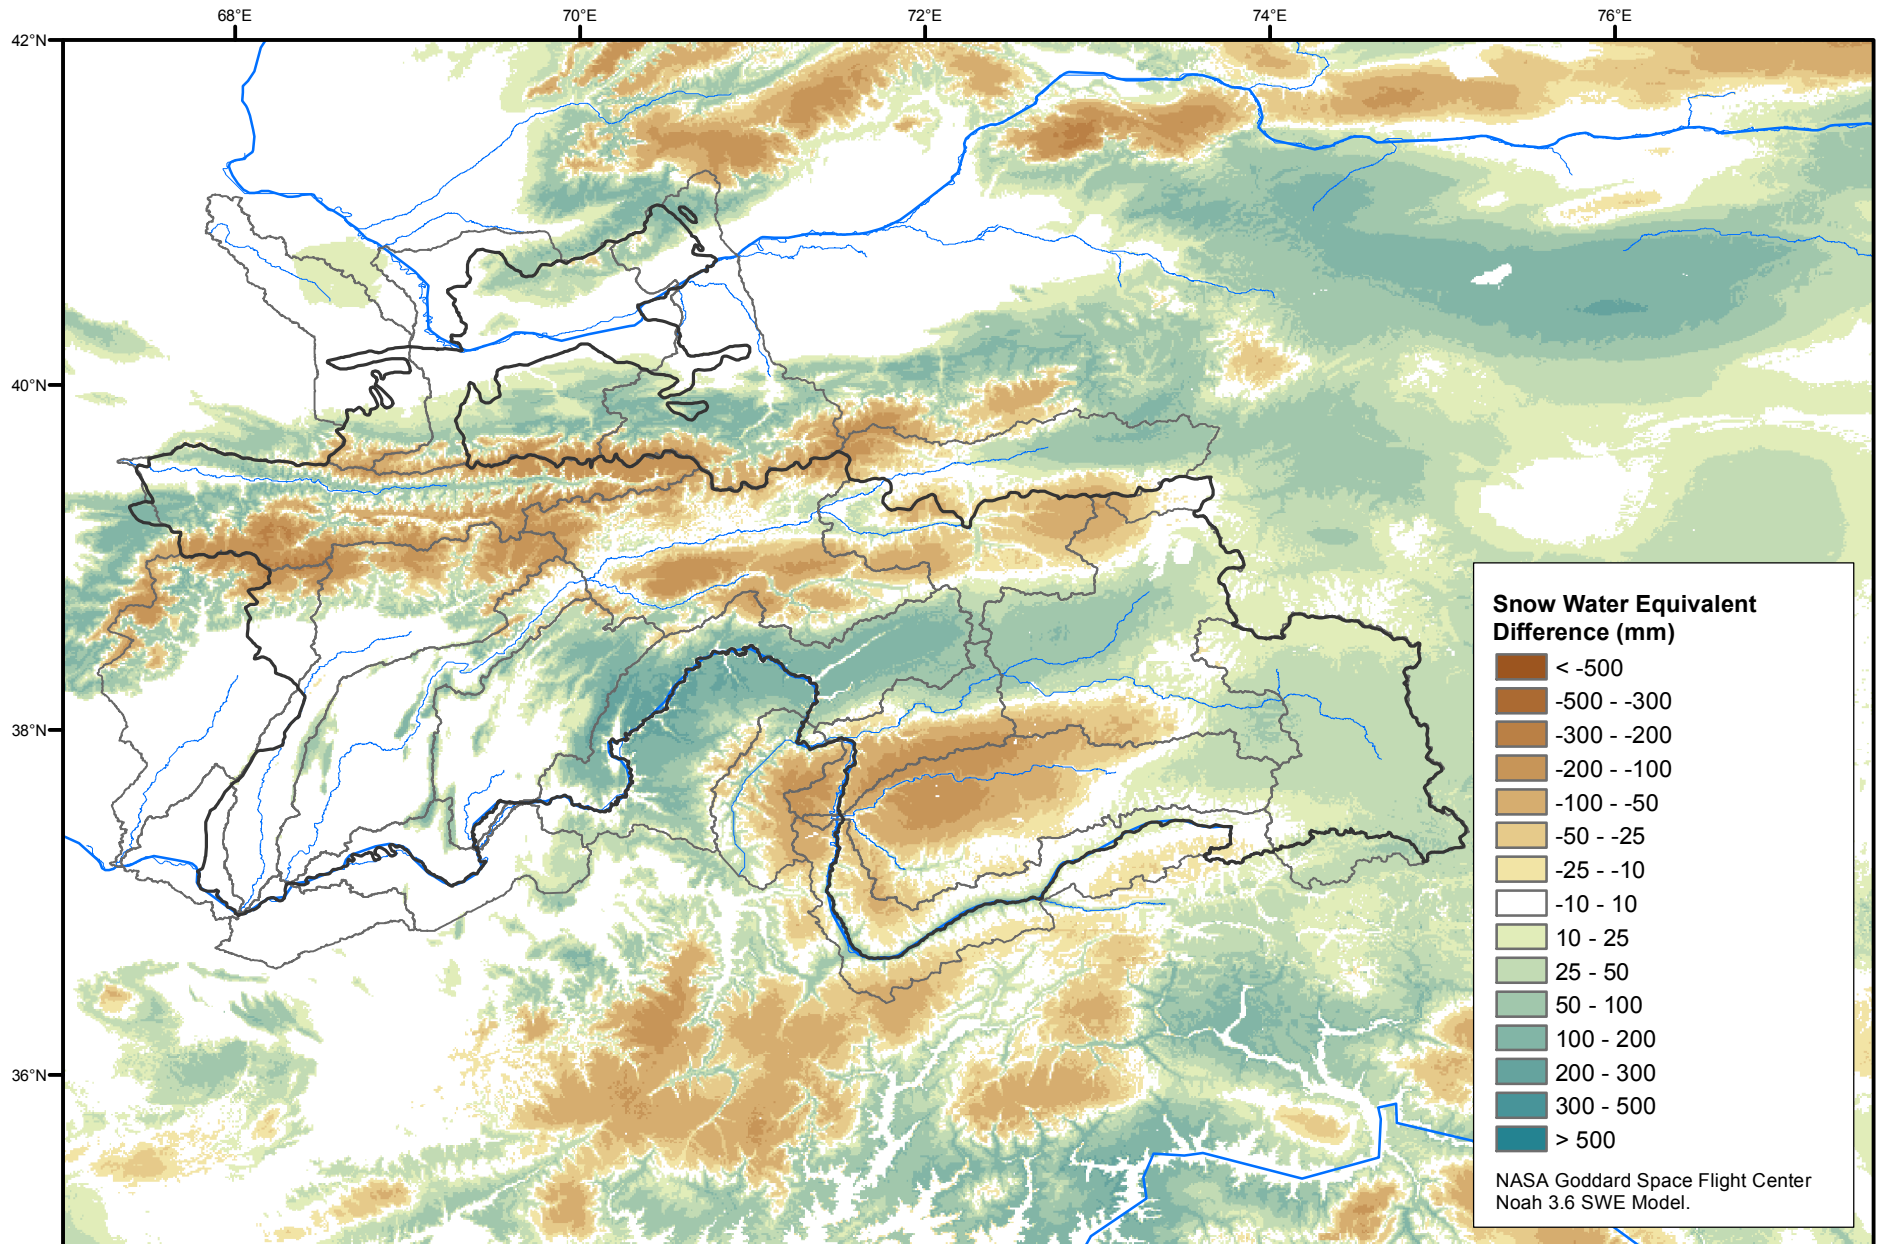 68°E 70°E 72°E 74°E 76°E
42°N
40°N
38°N
36°N
Snow Water Equivalent
Difference (mm)
< -500
-500 - -300
-300 - -200
-200 - -100
-100 - -50
-50 - -25
-25 - -10
-10 - 10
10 - 25
25 - 50
50 - 100
100 - 200
200 - 300
300 - 500
> 500
NASA Goddard Space Flight Center
Noah 3.6 SWE Model.